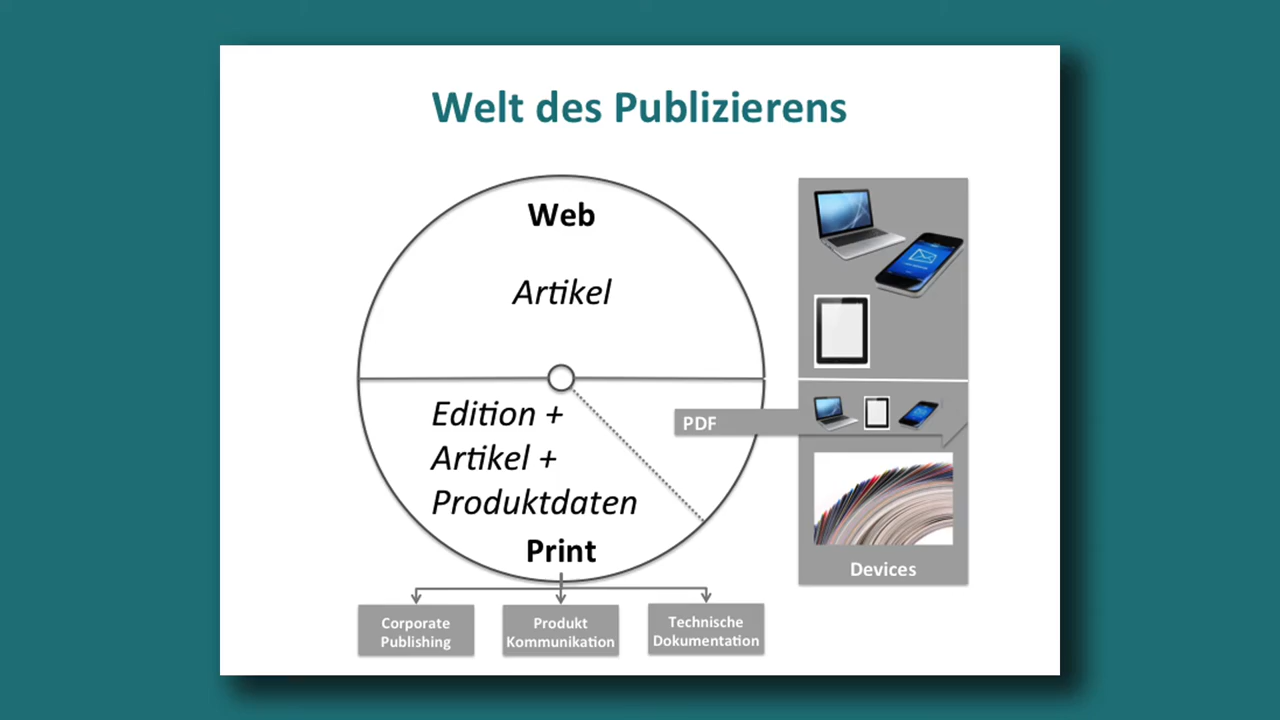 Welt des Publizierens
Web
Artikel
Edition +
Artikel +
Produktdaten
Print
PDF
Devices
Corporate
Publishing
Produkt
Kommunikation
Technische
Dokumentation